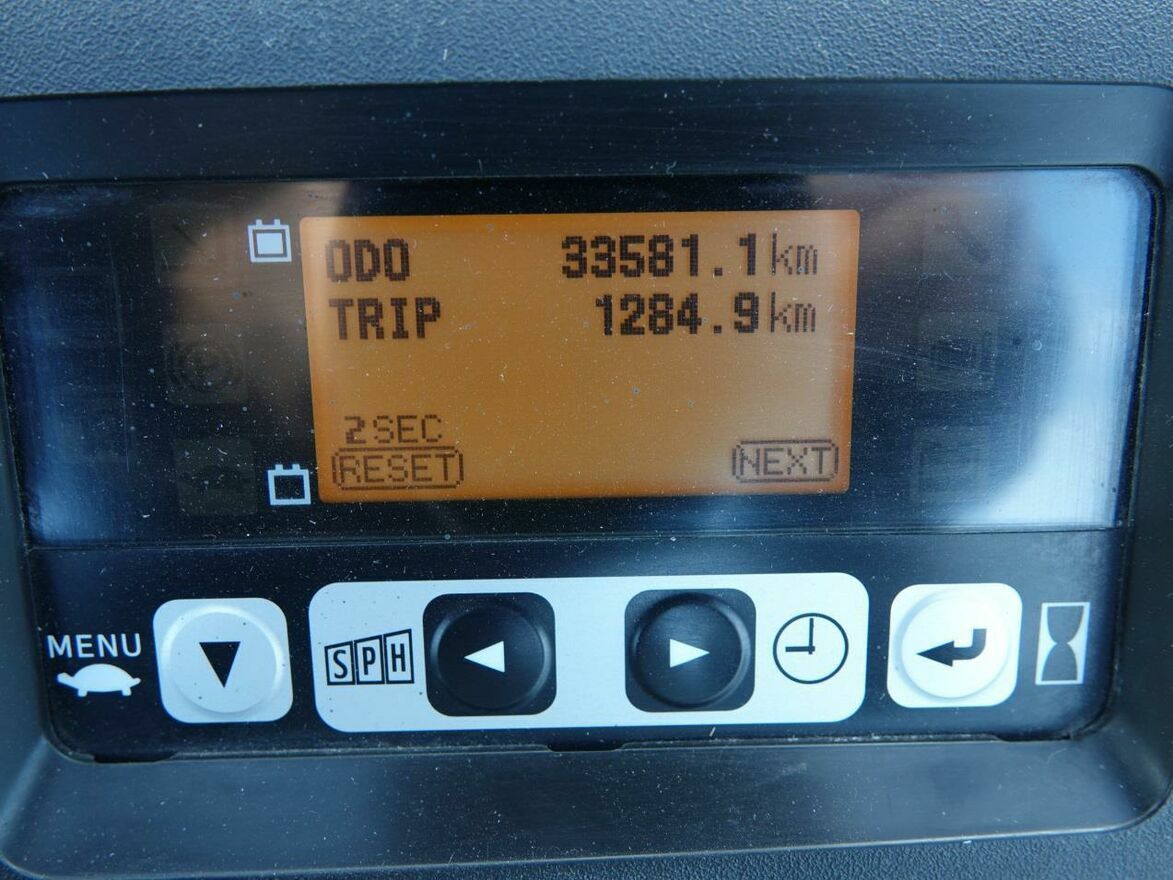 ODO 33581.1km
TRIP 1284.9km
2SEC
RESET NEXT
MENU SPH